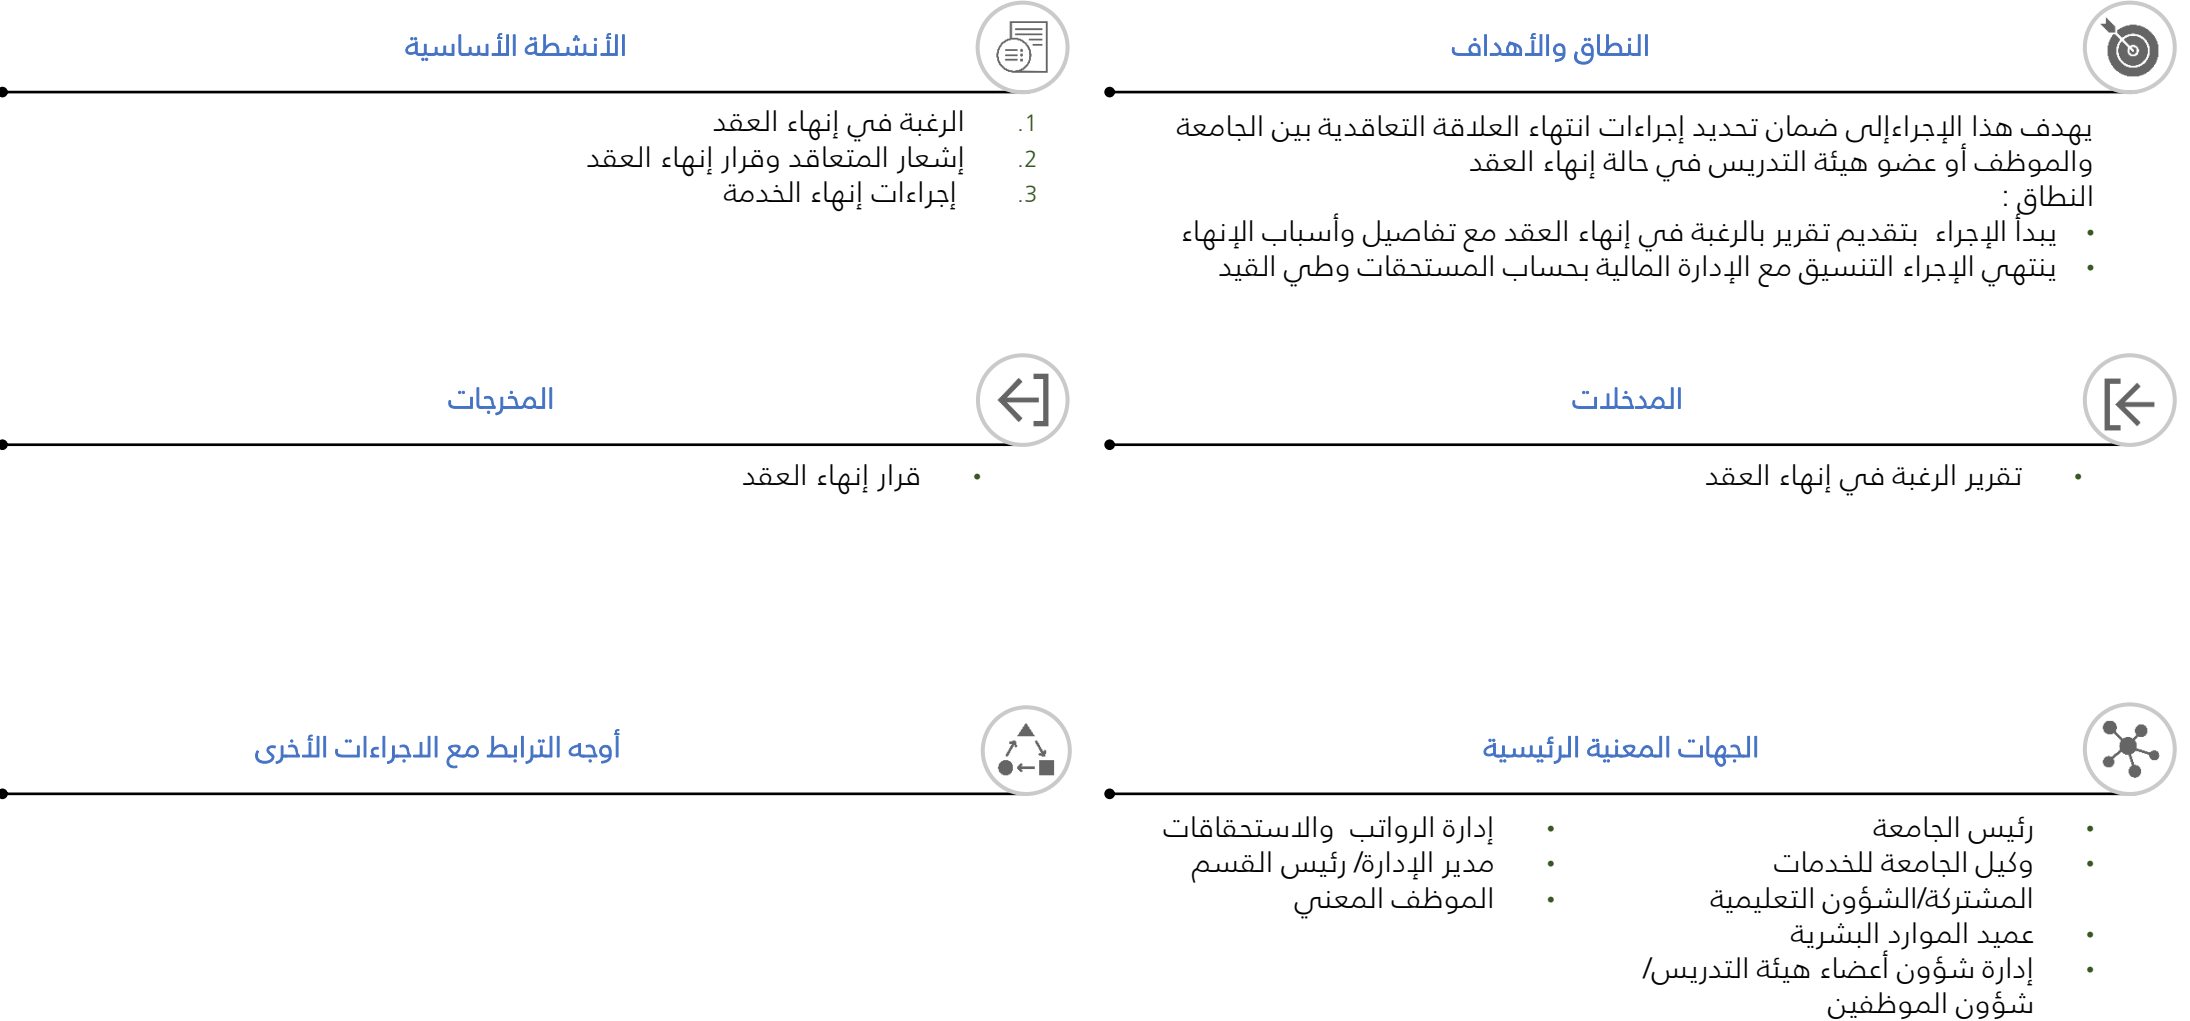 النطاق والأهداف
يهدف هذا الإجراءإلى ضمان تحديد إجراءات انتهاء العلاقة التعاقدية بين الجامعة
والموظف أو عضو هيئة التدريس في حالة إنهاء العقد
النطاق :
• يبدأ الإجراء بتقديم تقرير بالرغبة في إنهاء العقد مع تفاصيل وأسباب الإنهاء
• ينتهي الإجراء التنسيق مع الإدارة المالية بحساب المستحقات وطي القيد
الأنشطة الأساسية
1. الرغبة في إنهاء العقد
2. إشعار المتعاقد وقرار إنهاء العقد
3. إجراءات إنهاء الخدمة
المدخلات
• تقرير الرغبة في إنهاء العقد
المخرجات
• قرار إنهاء العقد
الجهات المعنية الرئيسية
• رئيس الجامعة
• وكيل الجامعة للخدمات
المشتركة/الشؤون التعليمية
• عميد الموارد البشرية
• إدارة شؤون أعضاء هيئة التدريس/
شؤون الموظفين
• إدارة الرواتب والاستحقاقات
• مدير الإدارة/ رئيس القسم
• الموظف المعني
أوجه الترابط مع الاجراءات الأخرى